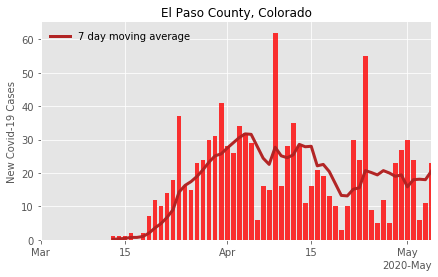 El Paso County, Colorado
7 day moving average
New Covid-19 Cases
60
50
40
30
20
10
0
Mar
15
Apr
15
May
2020-May